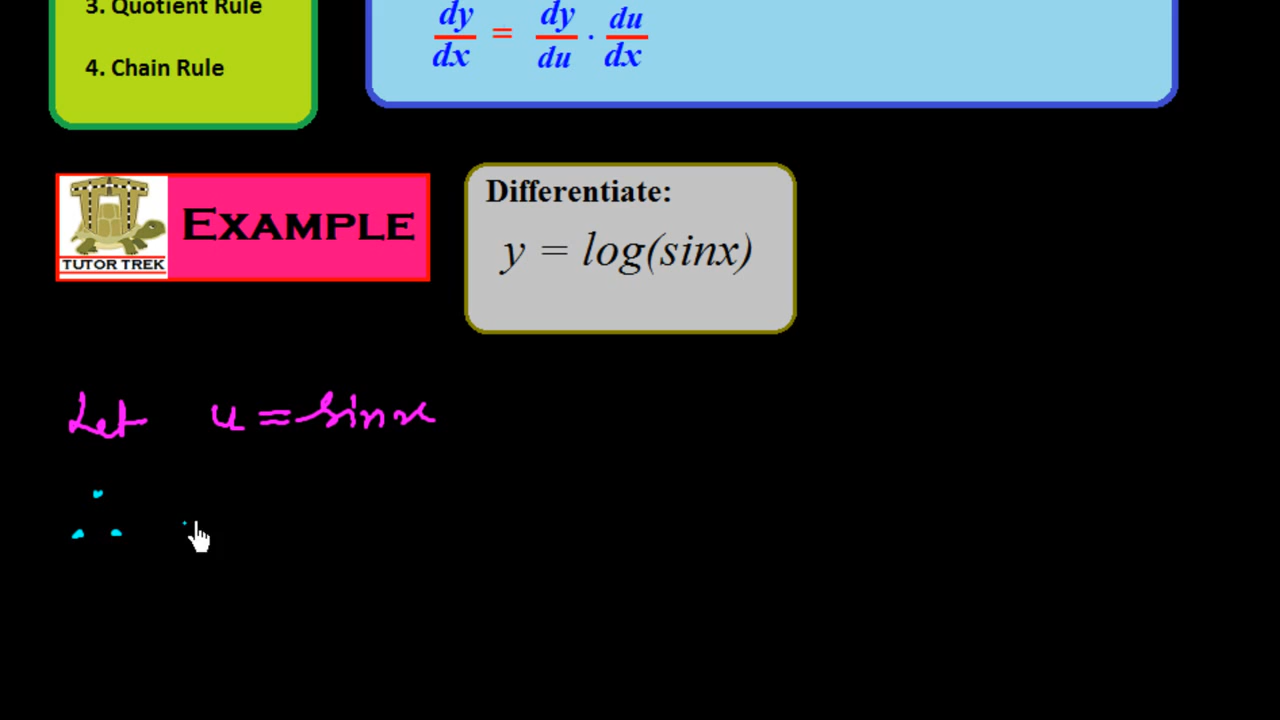 3. Quotient Rule
4. Chain Rule
dy/dx = dy/du · du/dx
TUTOR TREK
EXAMPLE
Differentiate:
y = log(sinx)
Let u = sinx
∴